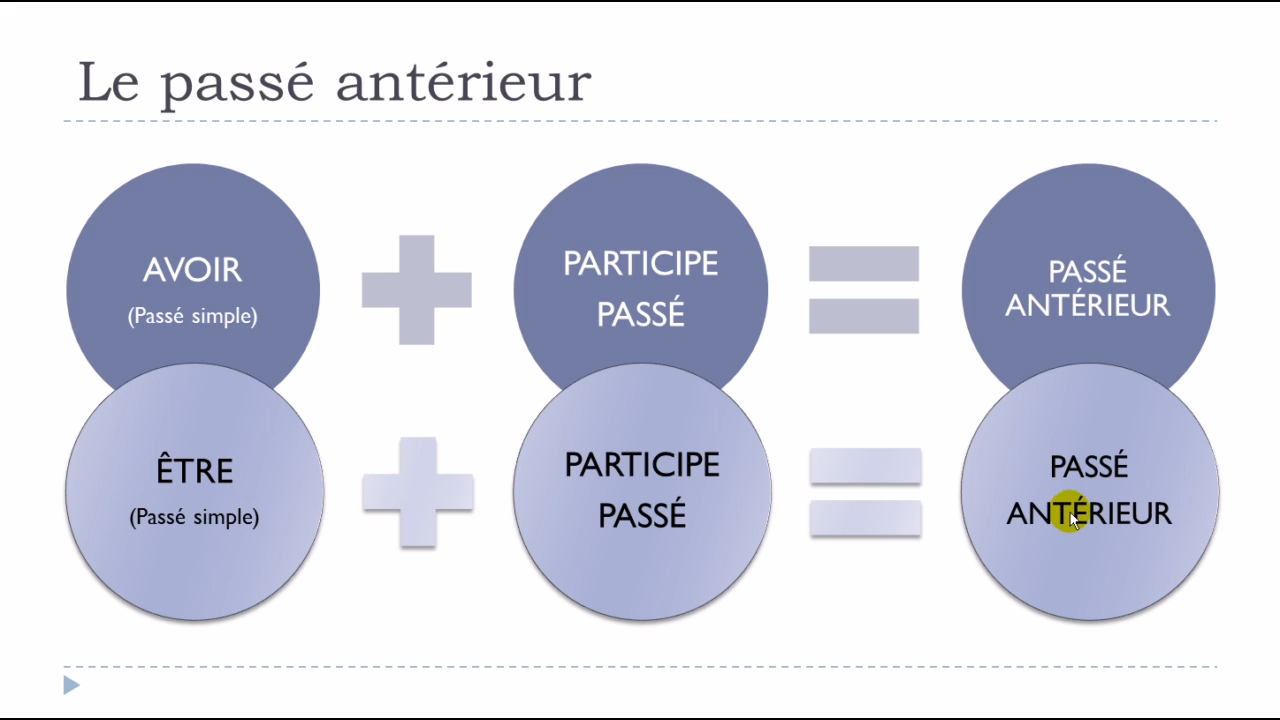 Le passé antérieur
AVOIR
(Passé simple)
PARTICIPE
PASSÉ
PASSÉ
ANTÉRIEUR
ÊTRE
(Passé simple)
PARTICIPE
PASSÉ
PASSÉ
ANTÉRIEUR